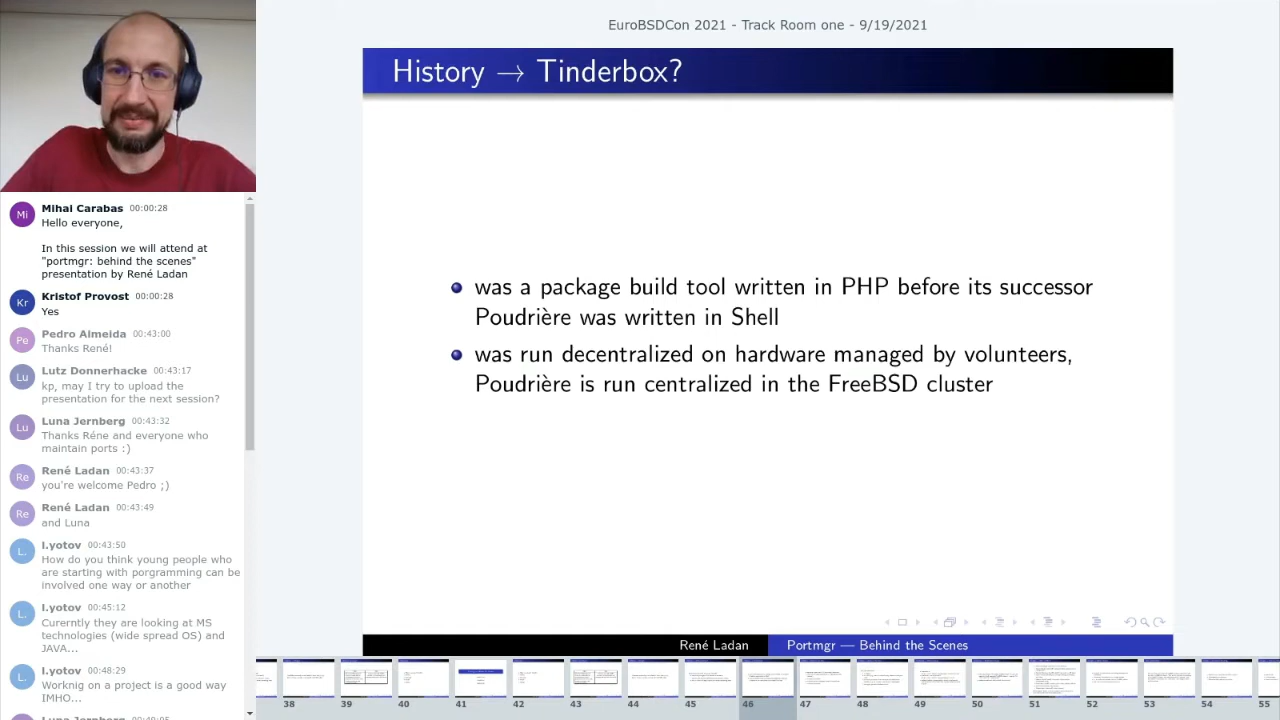 EuroBSDCon 2021 - Track Room one - 9/19/2021
History → Tinderbox?
was a package build tool written in PHP before its successor
Poudrière was written in Shell
was run decentralized on hardware managed by volunteers,
Poudrière is run centralized in the FreeBSD cluster
René Ladan
Portmgr — Behind the Scenes
Mi
Mihai Carabas 00:00:28
Hello everyone,
In this session we will attend at
"portmgr: behind the scenes"
presentation by René Ladan
Kr
Kristof Provost 00:00:28
Yes
Pe
Pedro Almeida 00:43:00
Thanks René!
Lu
Lutz Donnerhacke 00:43:17
kp, may I try to upload the
presentation for the next session?
Lu
Luna Jernberg 00:43:32
Thanks Réne and everyone who
maintain ports :)
Re
René Ladan 00:43:37
you're welcome Pedro ;)
Re
René Ladan 00:43:49
and Luna
L.
l.yotov 00:43:50
How do you think young people who
are starting with porgramming can be
involved one way or another
L.
l.yotov 00:45:12
Curerntly they are looking at MS
technologies (wide spread OS) and
JAVA...
L.
l.yotov 00:48:29
Worknig on a project is a good way
IMHO...
38 39 40 41 42 43 44 45 46 47 48 49 50 51 52 53 54 55